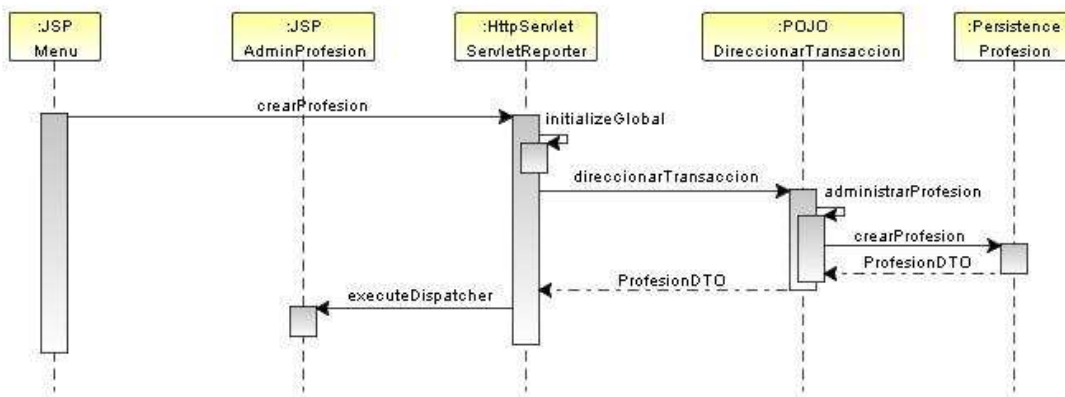 :JSP
Menu
:JSP
AdminProfesion
:HttpServlet
ServletReporter
:POJO
DireccionarTransaccion
:Persistence
Profesion
crearProfesion
initializeGlobal
direccionarTransaccion
administrarProfesion
crearProfesion
ProfesionDTO
ProfesionDTO
executeDispatcher